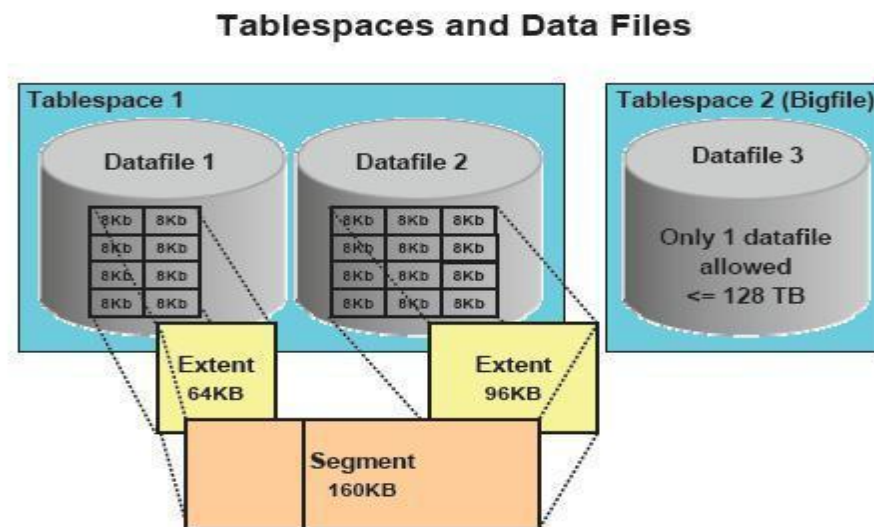 Tablespaces and Data Files
Tablespace 1
Tablespace 2 (Bigfile)
Datafile 1
Datafile 2
Datafile 3
8Kb 8Kb
8Kb 8Kb
8Kb 8Kb
8Kb 8Kb
8Kb 8Kb 8Kb
8Kb 8Kb 8Kb
8Kb 8Kb 8Kb
8Kb 8Kb 8Kb
Only 1 datafile
allowed
<= 128 TB
Extent
64KB
Extent
96KB
Segment
160KB